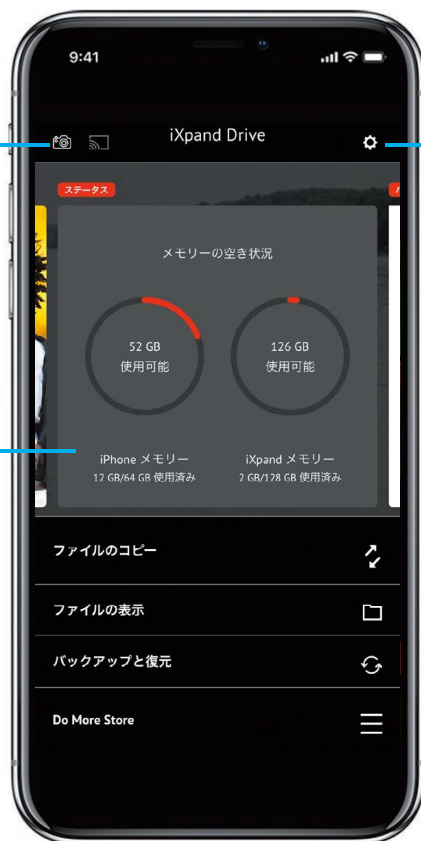 9:41
iXpand Drive
ステータス
メモリーの空き状況
52 GB
使用可能
126 GB
使用可能
iPhone メモリー
12 GB/64 GB 使用済み
iXpand メモリー
2 GB/128 GB 使用済み
ファイルのコピー
ファイルの表示
バックアップと復元
Do More Store